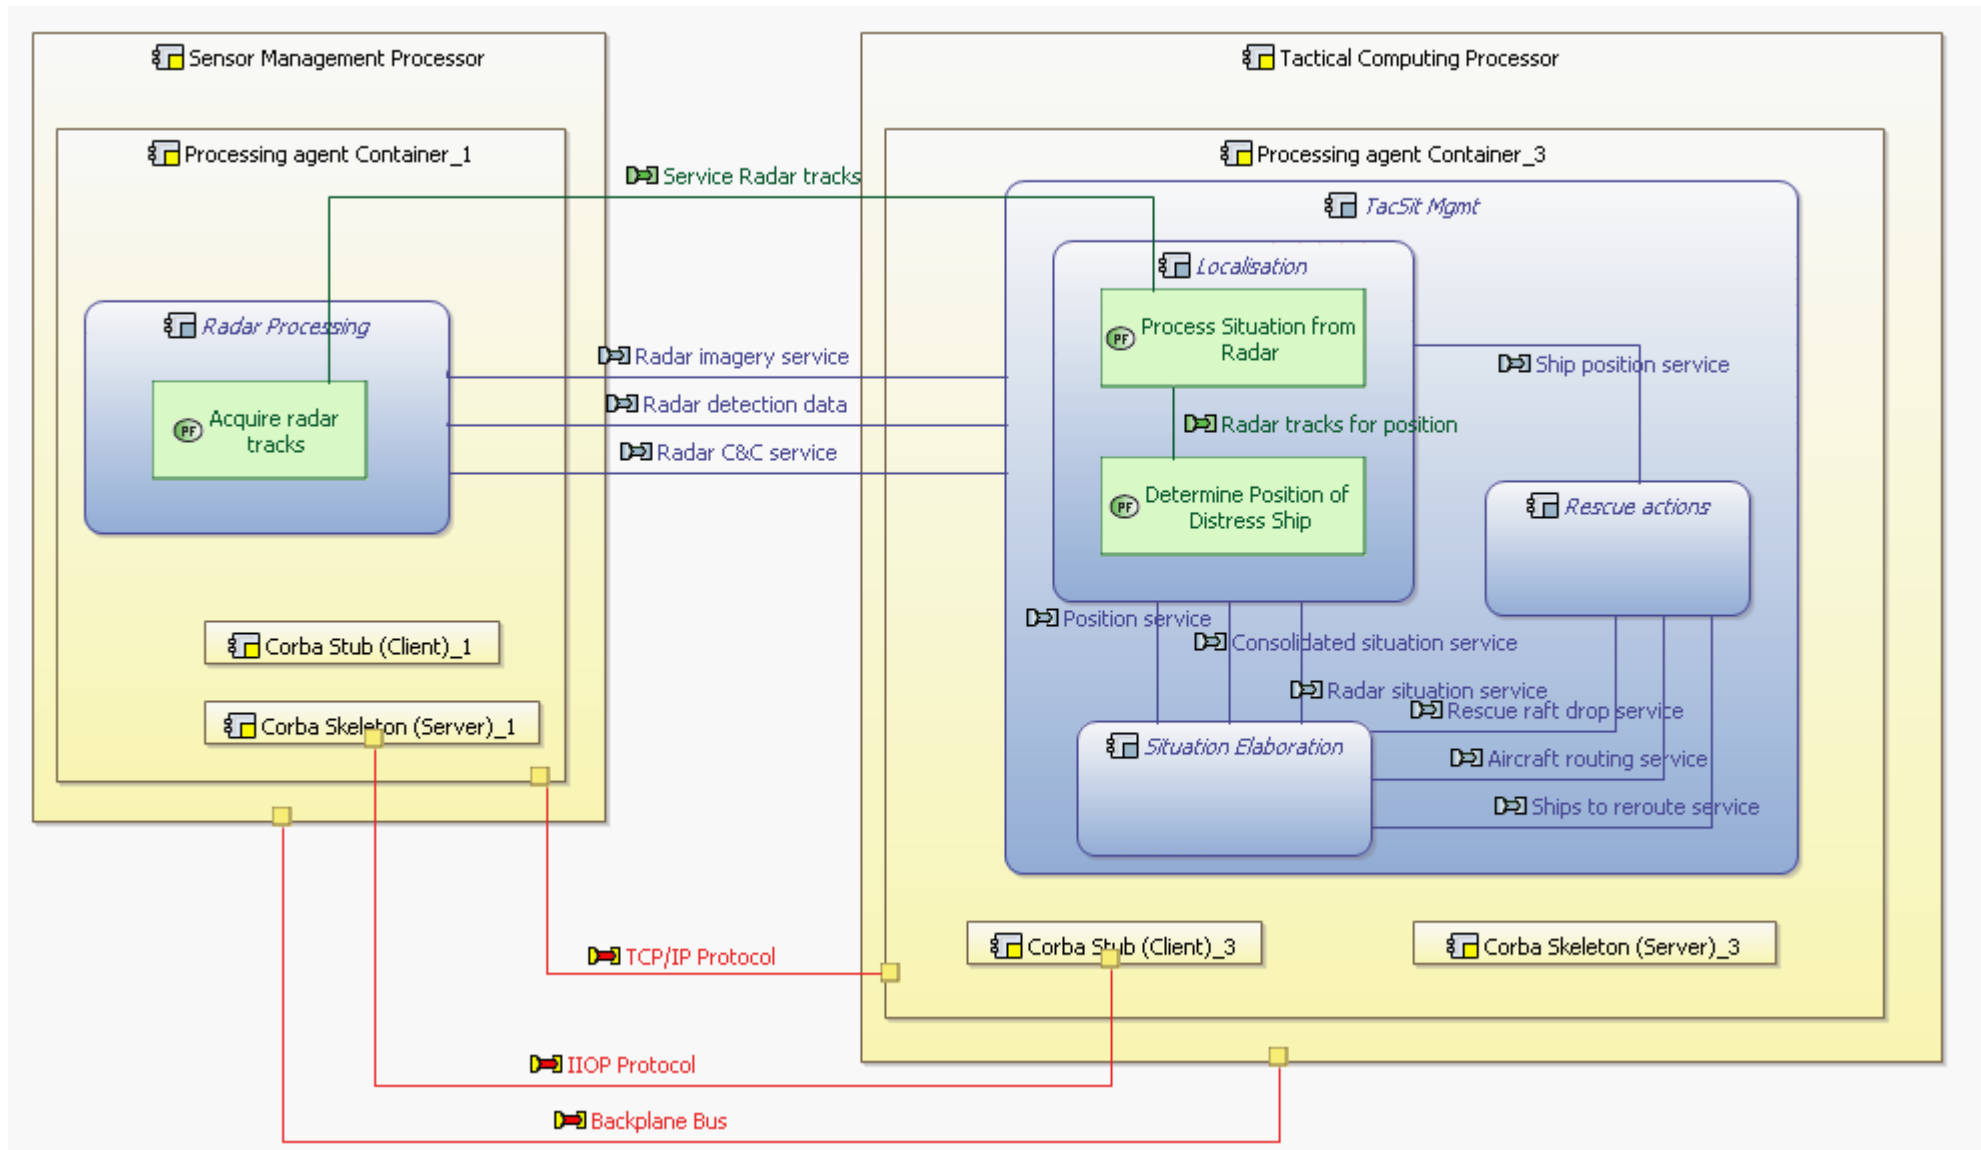 Sensor Management Processor
Tactical Computing Processor
Processing agent Container_1
Processing agent Container_3
Service Radar tracks
TacSit Mgmt
Localisation
Radar Processing
Process Situation from
Radar
Radar imagery service
Ship position service
Radar detection data
Acquire radar
tracks
Radar tracks for position
Radar C&C service
Determine Position of
Distress Ship
Rescue actions
Position service
Consolidated situation service
Corba Stub (Client)_1
Radar situation service
Rescue raft drop service
Corba Skeleton (Server)_1
Situation Elaboration
Aircraft routing service
Ships to reroute service
Corba Stub (Client)_3
Corba Skeleton (Server)_3
TCP/IP Protocol
IIOP Protocol
Backplane Bus
PF
PF
PF